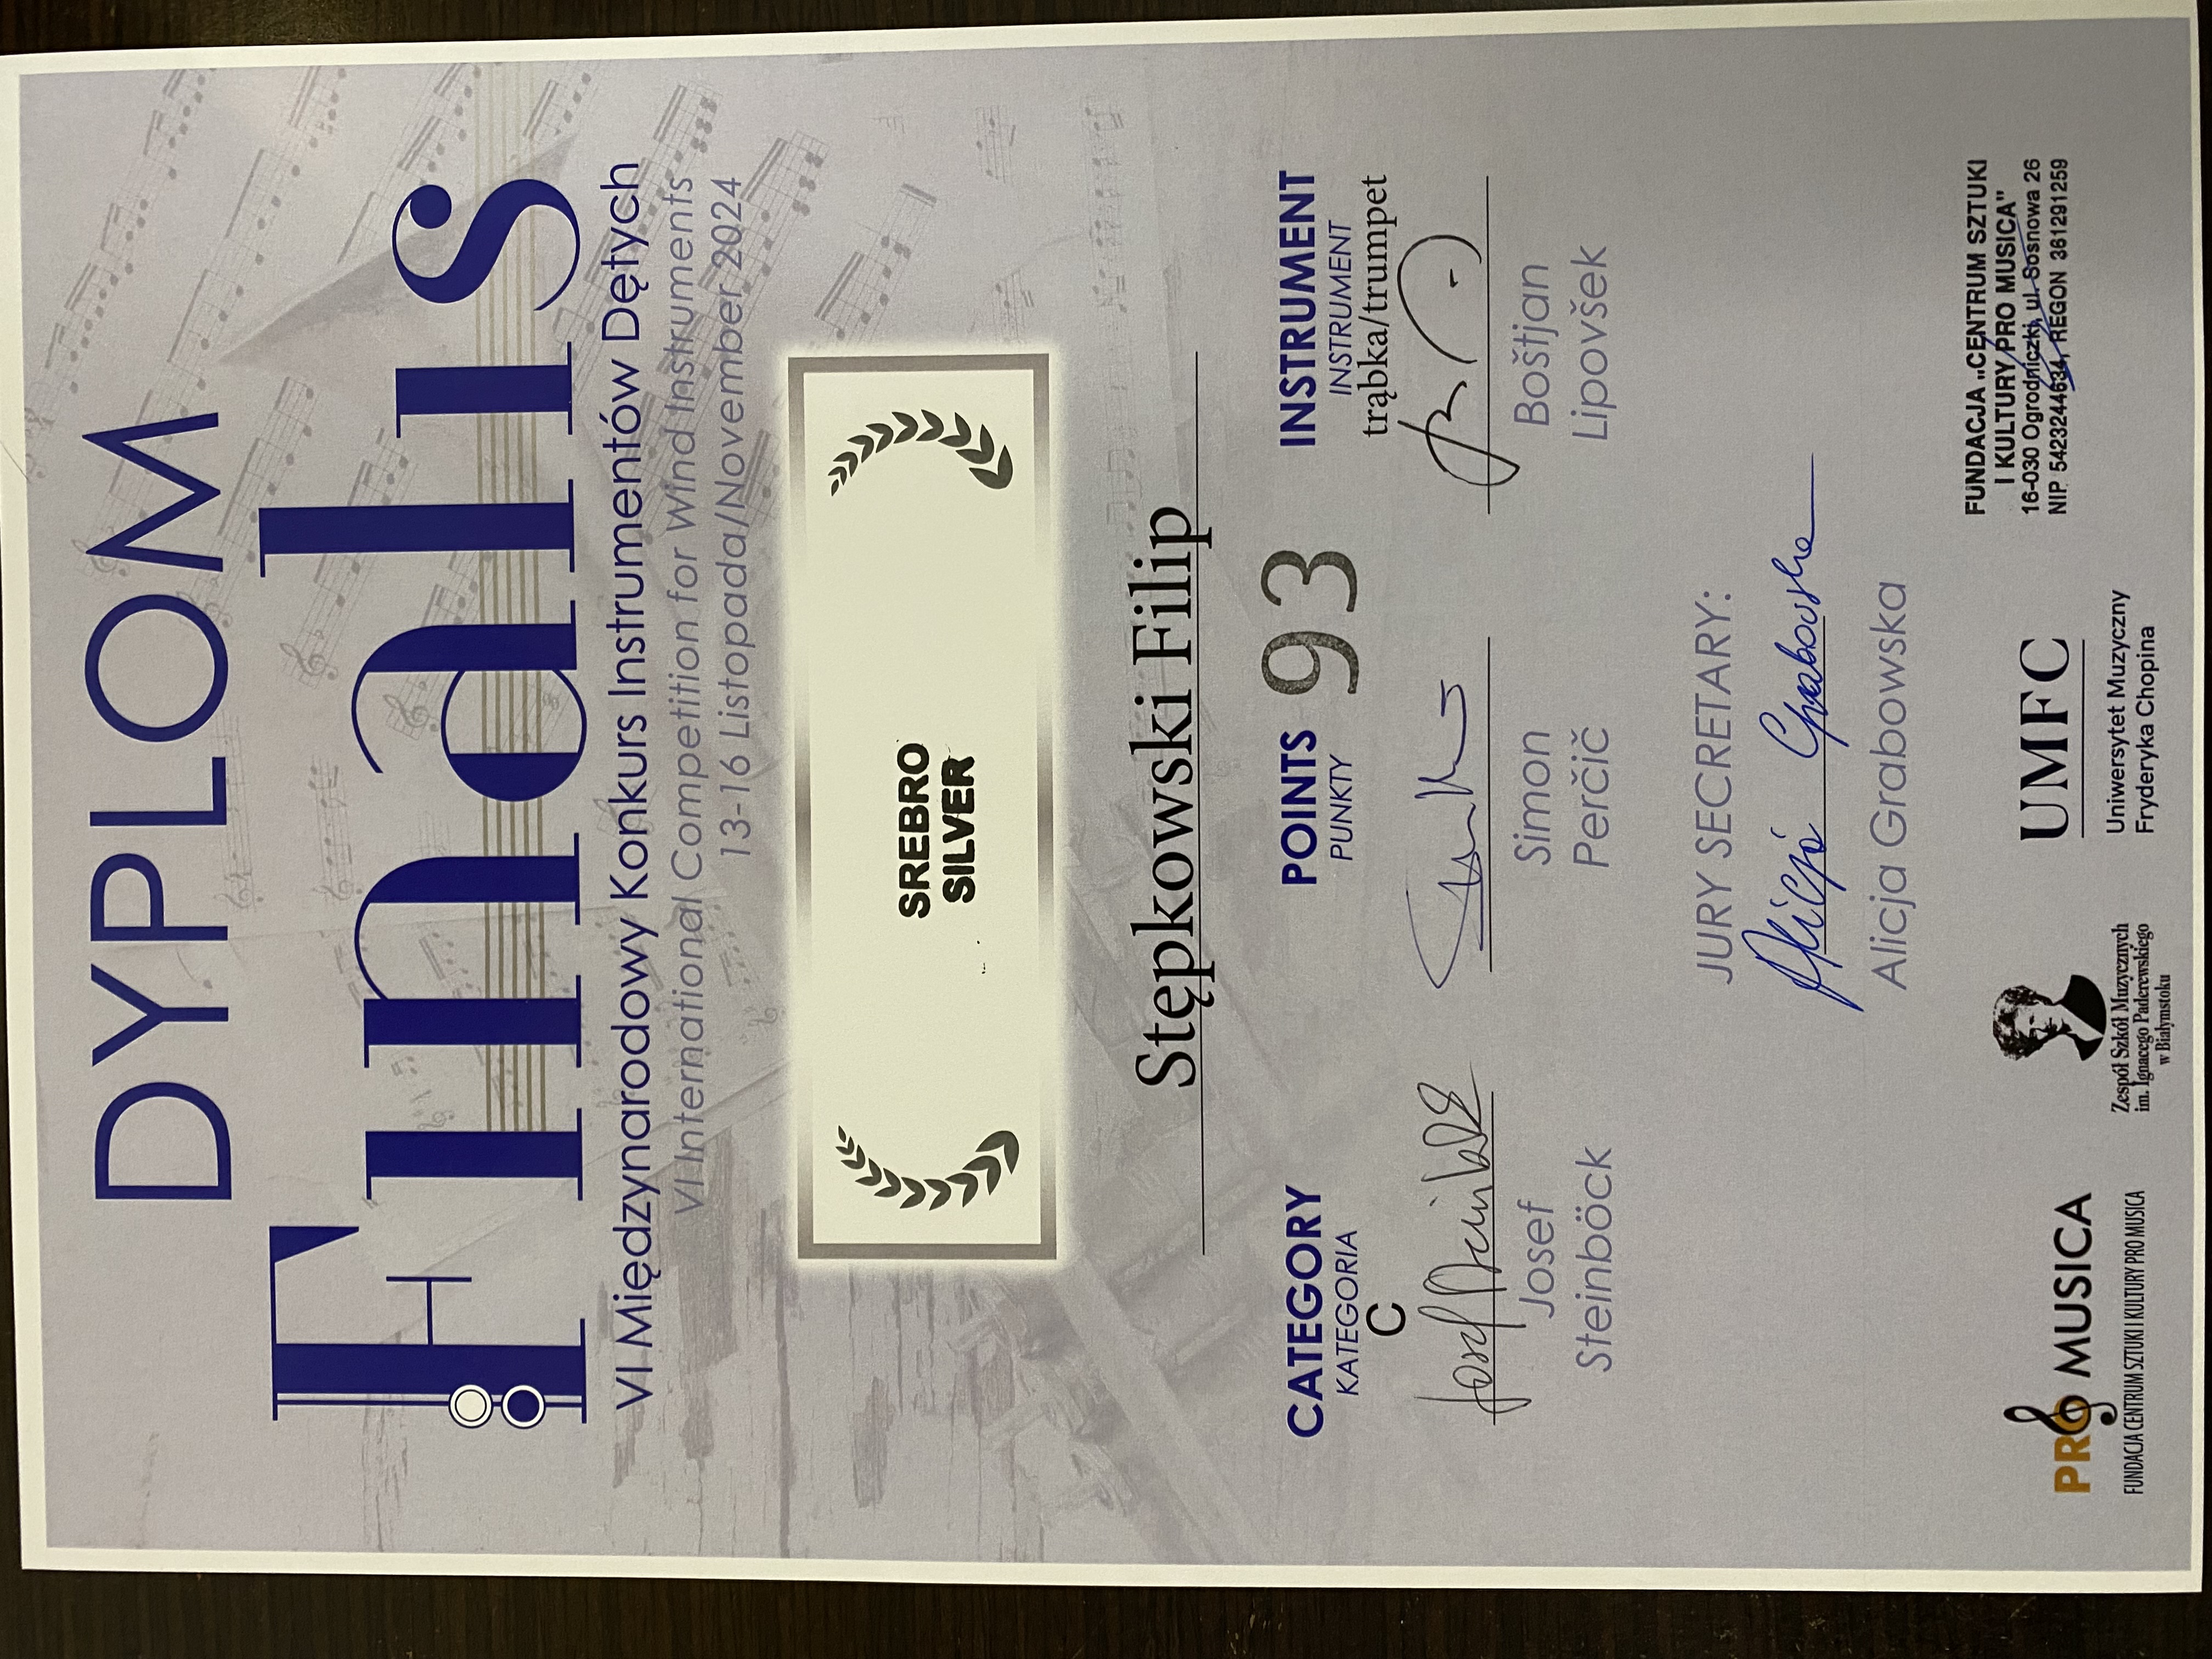 DYPLOM
Finalis
VI Międzynarodowy Konkurs Instrumentów Dętych
VI International Competition for Wind Instruments
13-16 Listopada/November 2024
SREBRO
SILVER
Stępkowski Filip
CATEGORY
KATEGORIA
C
POINTS
PUNKTY
93
INSTRUMENT
INSTRUMENT
trąbka/trumpet
Josef
Steinböck
Simon
Perčič
Boštjan
Lipovšek
JURY SECRETARY:
Alicja Grabowska
Alicja Grabowska
PRO MUSICA
FUNDACJA CENTRUM SZTUKI I KULTURY PRO MUSICA
Zespół Szkół Muzycznych
im. Ignacego Paderewskiego
w Białymstoku
UMFC
Uniwersytet Muzyczny
Fryderyka Chopina
FUNDACJA „CENTRUM SZTUKI
I KULTURY PRO MUSICA"
16-030 Ogrodniczki, ul. Sosnowa 26
NIP 5423244634, REGON 361291259